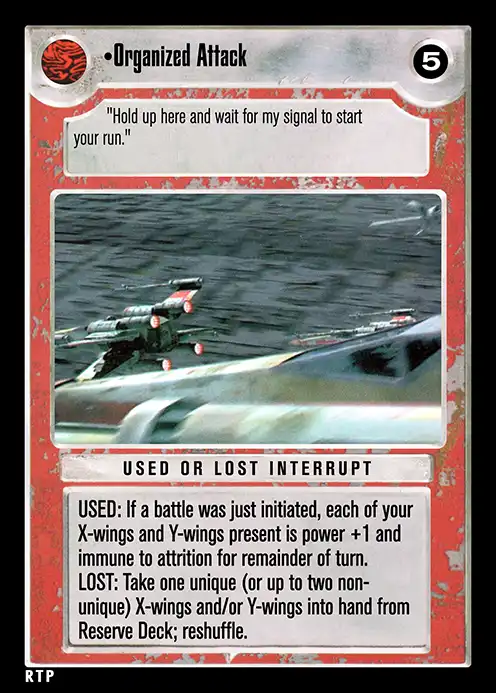 •Organized Attack
5
"Hold up here and wait for my signal to start
your run."
USED OR LOST INTERRUPT
USED: If a battle was just initiated, each of your
X-wings and Y-wings present is power +1 and
immune to attrition for remainder of turn.
LOST: Take one unique (or up to two non-
unique) X-wings and/or Y-wings into hand from
Reserve Deck; reshuffle.
RTP